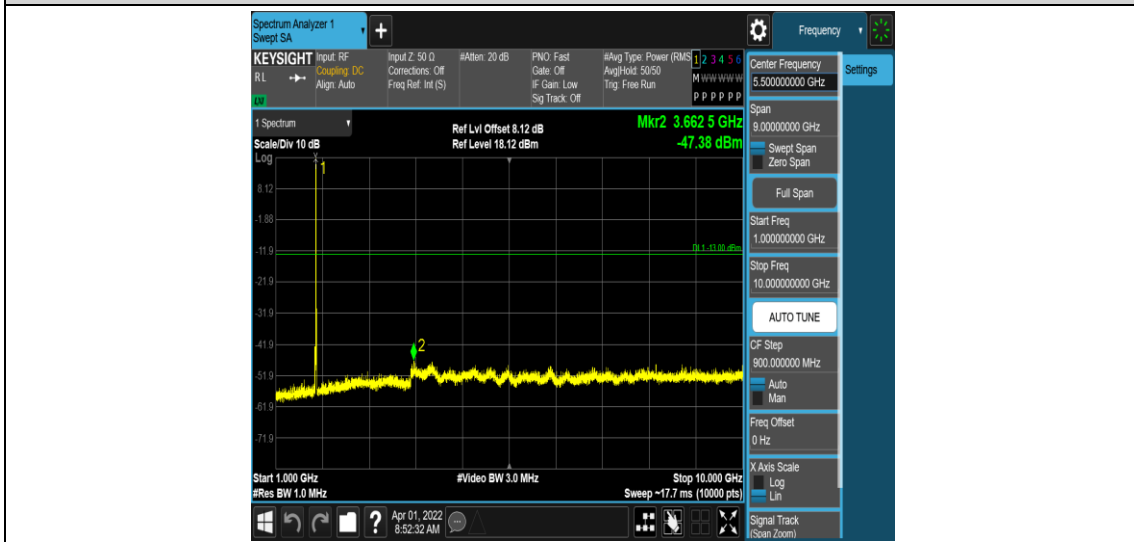 Spectrum Analyzer 1
Swept SA
+
Frequency
KEYSIGHT
RL
Input: RF
Coupling: DC
Align: Auto
Input Z: 50 Ω
Corrections: Off
Freq Ref: Int (S)
#Atten: 20 dB
PNO: Fast
Gate: Off
IF Gain: Low
Sig Track: Off
#Avg Type: Power (RMS
Avg|Hold: 50/50
Trig: Free Run
1 2 3 4 5 6
M W W W W W
P P P P P P
1 Spectrum
Scale/Div 10 dB
Log
Ref Lvl Offset 8.12 dB
Ref Level 18.12 dBm
Mkr2 3.662 5 GHz
-47.38 dBm
1
8.12
-1.88
-11.9
DL1 -13.00 dBm
-21.9
-31.9
-41.9
2
-51.9
-61.9
-71.9
Start 1.000 GHz
#Res BW 1.0 MHz
#Video BW 3.0 MHz
Stop 10.000 GHz
Sweep ~17.7 ms (10000 pts)
?
Apr 01, 2022
8:52:32 AM
Center Frequency
5.500000000 GHz
Settings
Span
9.00000000 GHz
Swept Span
Zero Span
Full Span
Start Freq
1.000000000 GHz
Stop Freq
10.000000000 GHz
AUTO TUNE
CF Step
900.000000 MHz
Auto
Man
Freq Offset
0 Hz
X Axis Scale
Log
Lin
Signal Track
(Span Zoom)